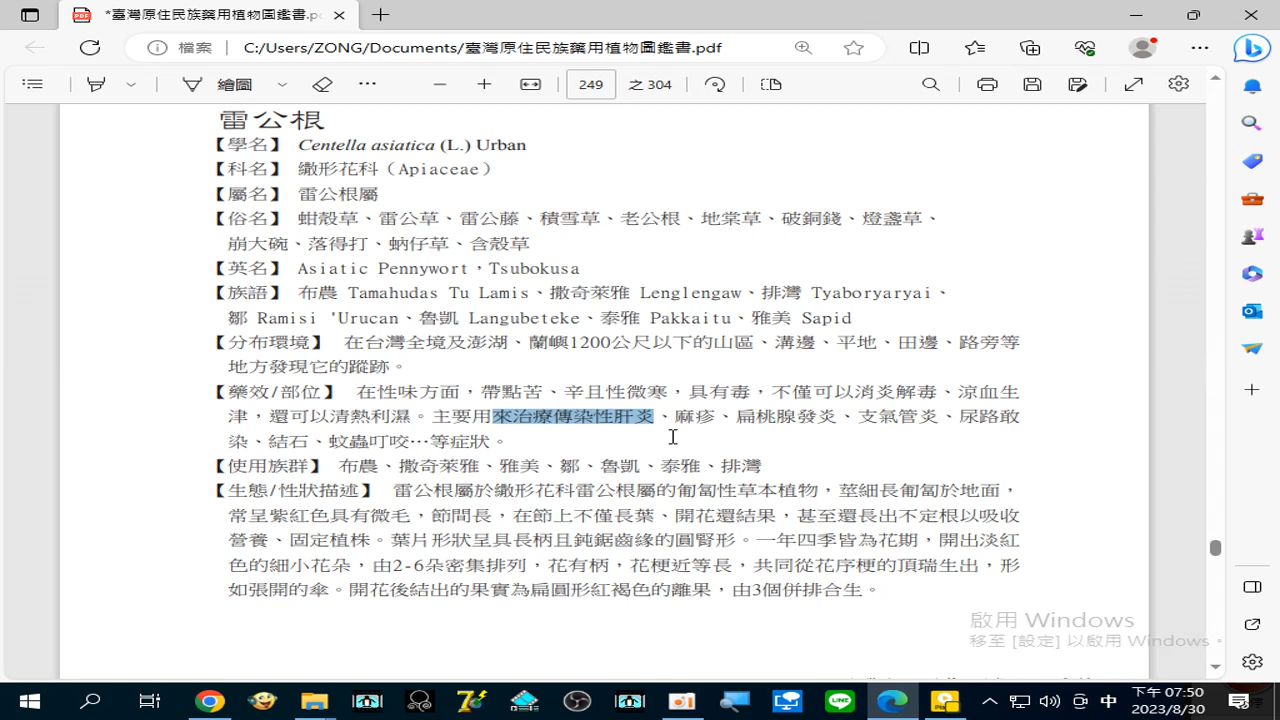 *臺灣原住民族藥用植物圖鑑書.pd
檔案 C:/Users/ZONG/Documents/臺灣原住民族藥用植物圖鑑書.pdf
繪圖 249 之 304
雷公根
【學名】 Centella asiatica (L.) Urban
【科名】 繖形花科（Apiaceae）
【屬名】 雷公根屬
【俗名】 蚶殼草、雷公草、雷公藤、積雪草、老公根、地棠草、破銅錢、燈盞草、
崩大碗、落得打、蚋仔草、含殼草
【英名】 Asiatic Pennywort，Tsubokusa
【族語】 布農 Tamahudas Tu Lamis、撒奇萊雅 Lenglengaw、排灣 Tyaboryaryai、
鄒 Ramisi 'Urucan、魯凱 Langubeteke、泰雅 Pakkaitu、雅美 Sapid
【分布環境】 在台灣全境及澎湖、蘭嶼1200公尺以下的山區、溝邊、平地、田邊、路旁等
地方發現它的蹤跡。
【藥效/部位】 在性味方面，帶點苦、辛且性微寒，具有毒，不僅可以消炎解毒、涼血生
津，還可以清熱利濕。主要用來治療傳染性肝炎、麻疹、扁桃腺發炎、支氣管炎、尿路敢
染、結石、蚊蟲叮咬…等症狀。
【使用族群】 布農、撒奇萊雅、雅美、鄒、魯凱、泰雅、排灣
【生態/性狀描述】 雷公根屬於繖形花科雷公根屬的匍匐性草本植物，莖細長匍匐於地面，
常呈紫紅色具有微毛，節間長，在節上不僅長葉、開花還結果，甚至還長出不定根以吸收
營養、固定植株。葉片形狀呈具長柄且鈍鋸齒緣的圓腎形。一年四季皆為花期，開出淡紅
色的細小花朵，由2-6朵密集排列，花有柄，花梗近等長，共同從花序梗的頂瑞生出，形
如張開的傘。開花後結出的果實為扁圓形紅褐色的離果，由3個併排合生。
啟用 Windows
移至 [設定] 以啟用 Windows。
中 下午 07:50
2023/8/30